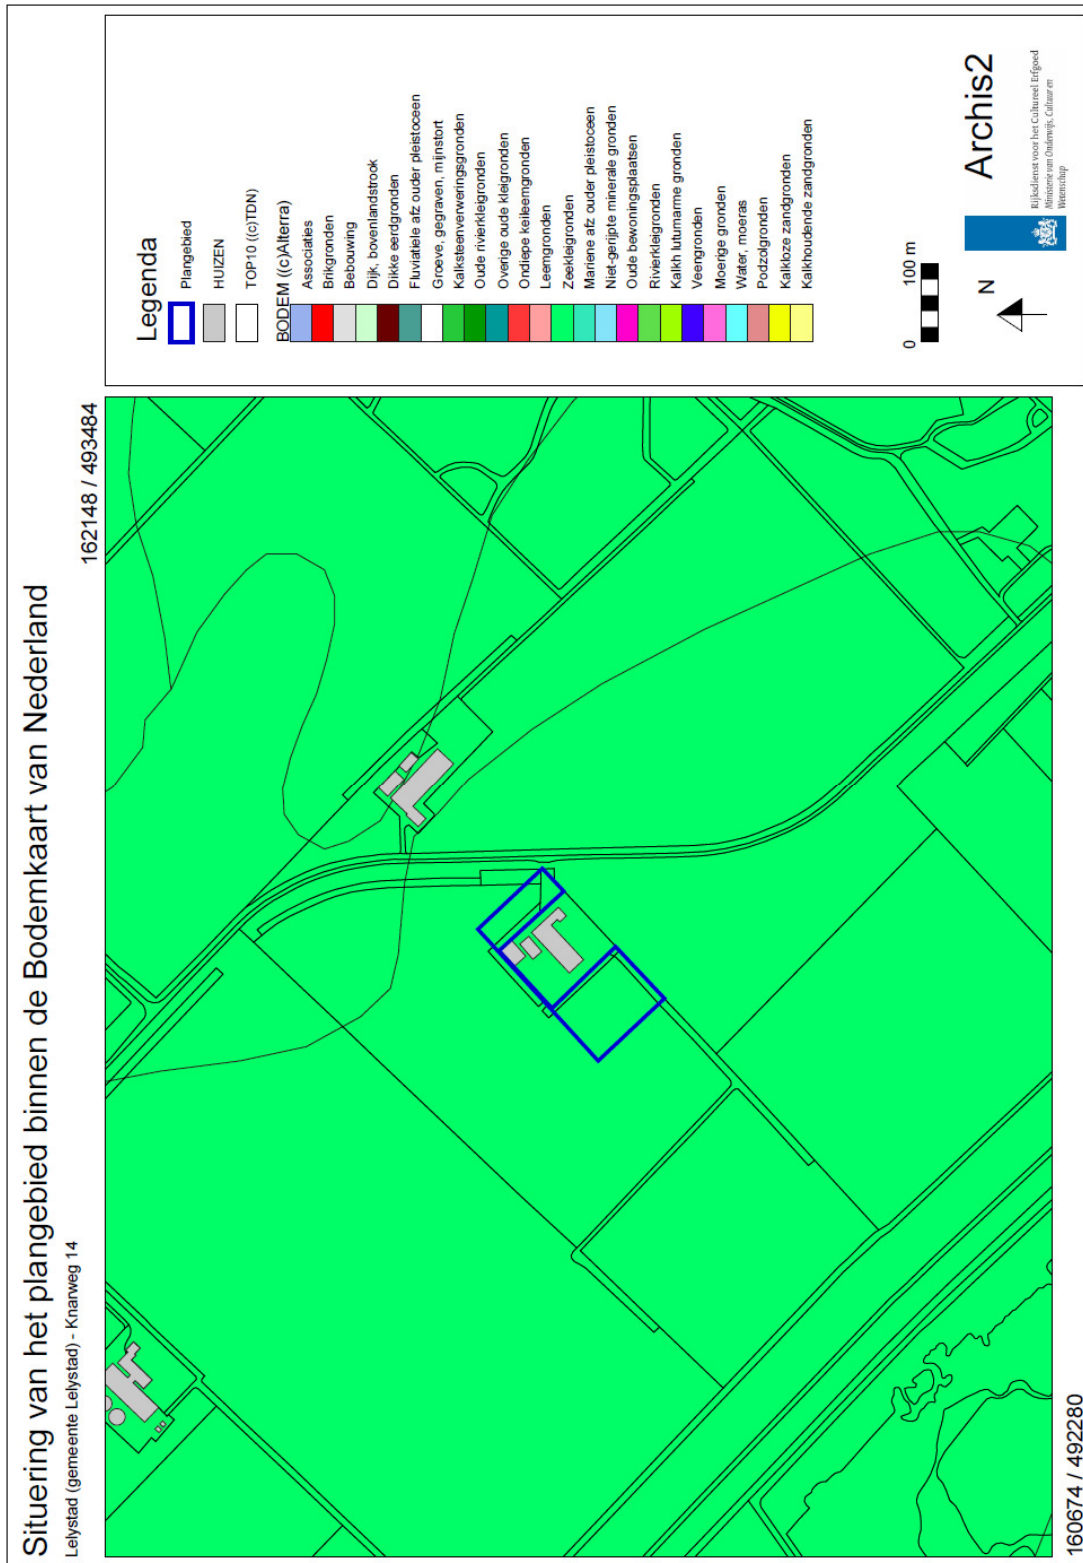 Situering van het plangebied binnen de Bodemkaart van Nederland
Lelystad (gemeente Lelystad) - Knarweg 14
162148 / 493484
160674 / 492280
Legenda
Plangebied
HUIZEN
TOP10 ((c)TDN)
BODEM ((c)Alterra)
Associaties
Brikgronden
Bebouwing
Dijk, bovenlandstrook
Dikke eerdgronden
Fluviatiele afz ouder pleistoceen
Groeve, gegraven, mijnstort
Kalksteenverweringsgronden
Oude rivierkleigronden
Overige oude kleigronden
Ondiepe keileemgronden
Leemgronden
Zeekleigronden
Mariene afz ouder pleistoceen
Niet-gerijpte minerale gronden
Oude bewoningsplaatsen
Rivierkleigronden
Kalkh lutumarme gronden
Veengronden
Moerige gronden
Water, moeras
Podzolgronden
Kalkloze zandgronden
Kalkhoudende zandgronden
0 100 m
N
Archis2
Rijksdienst voor het Cultureel Erfgoed
Ministerie van Onderwijs, Cultuur en
Wetenschap